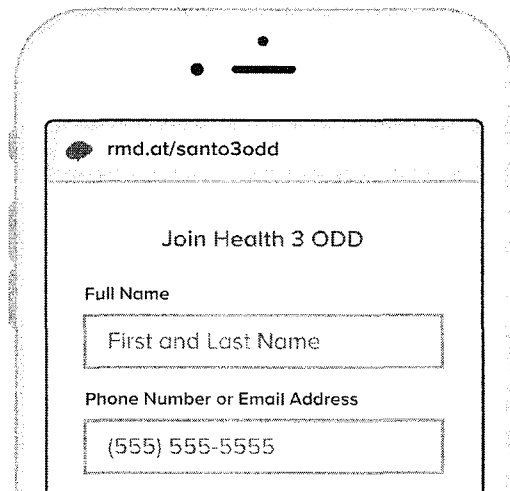 rmd.at/santo3odd
Join Health 3 ODD
Full Name
First and Last Name
Phone Number or Email Address
(555) 555-5555